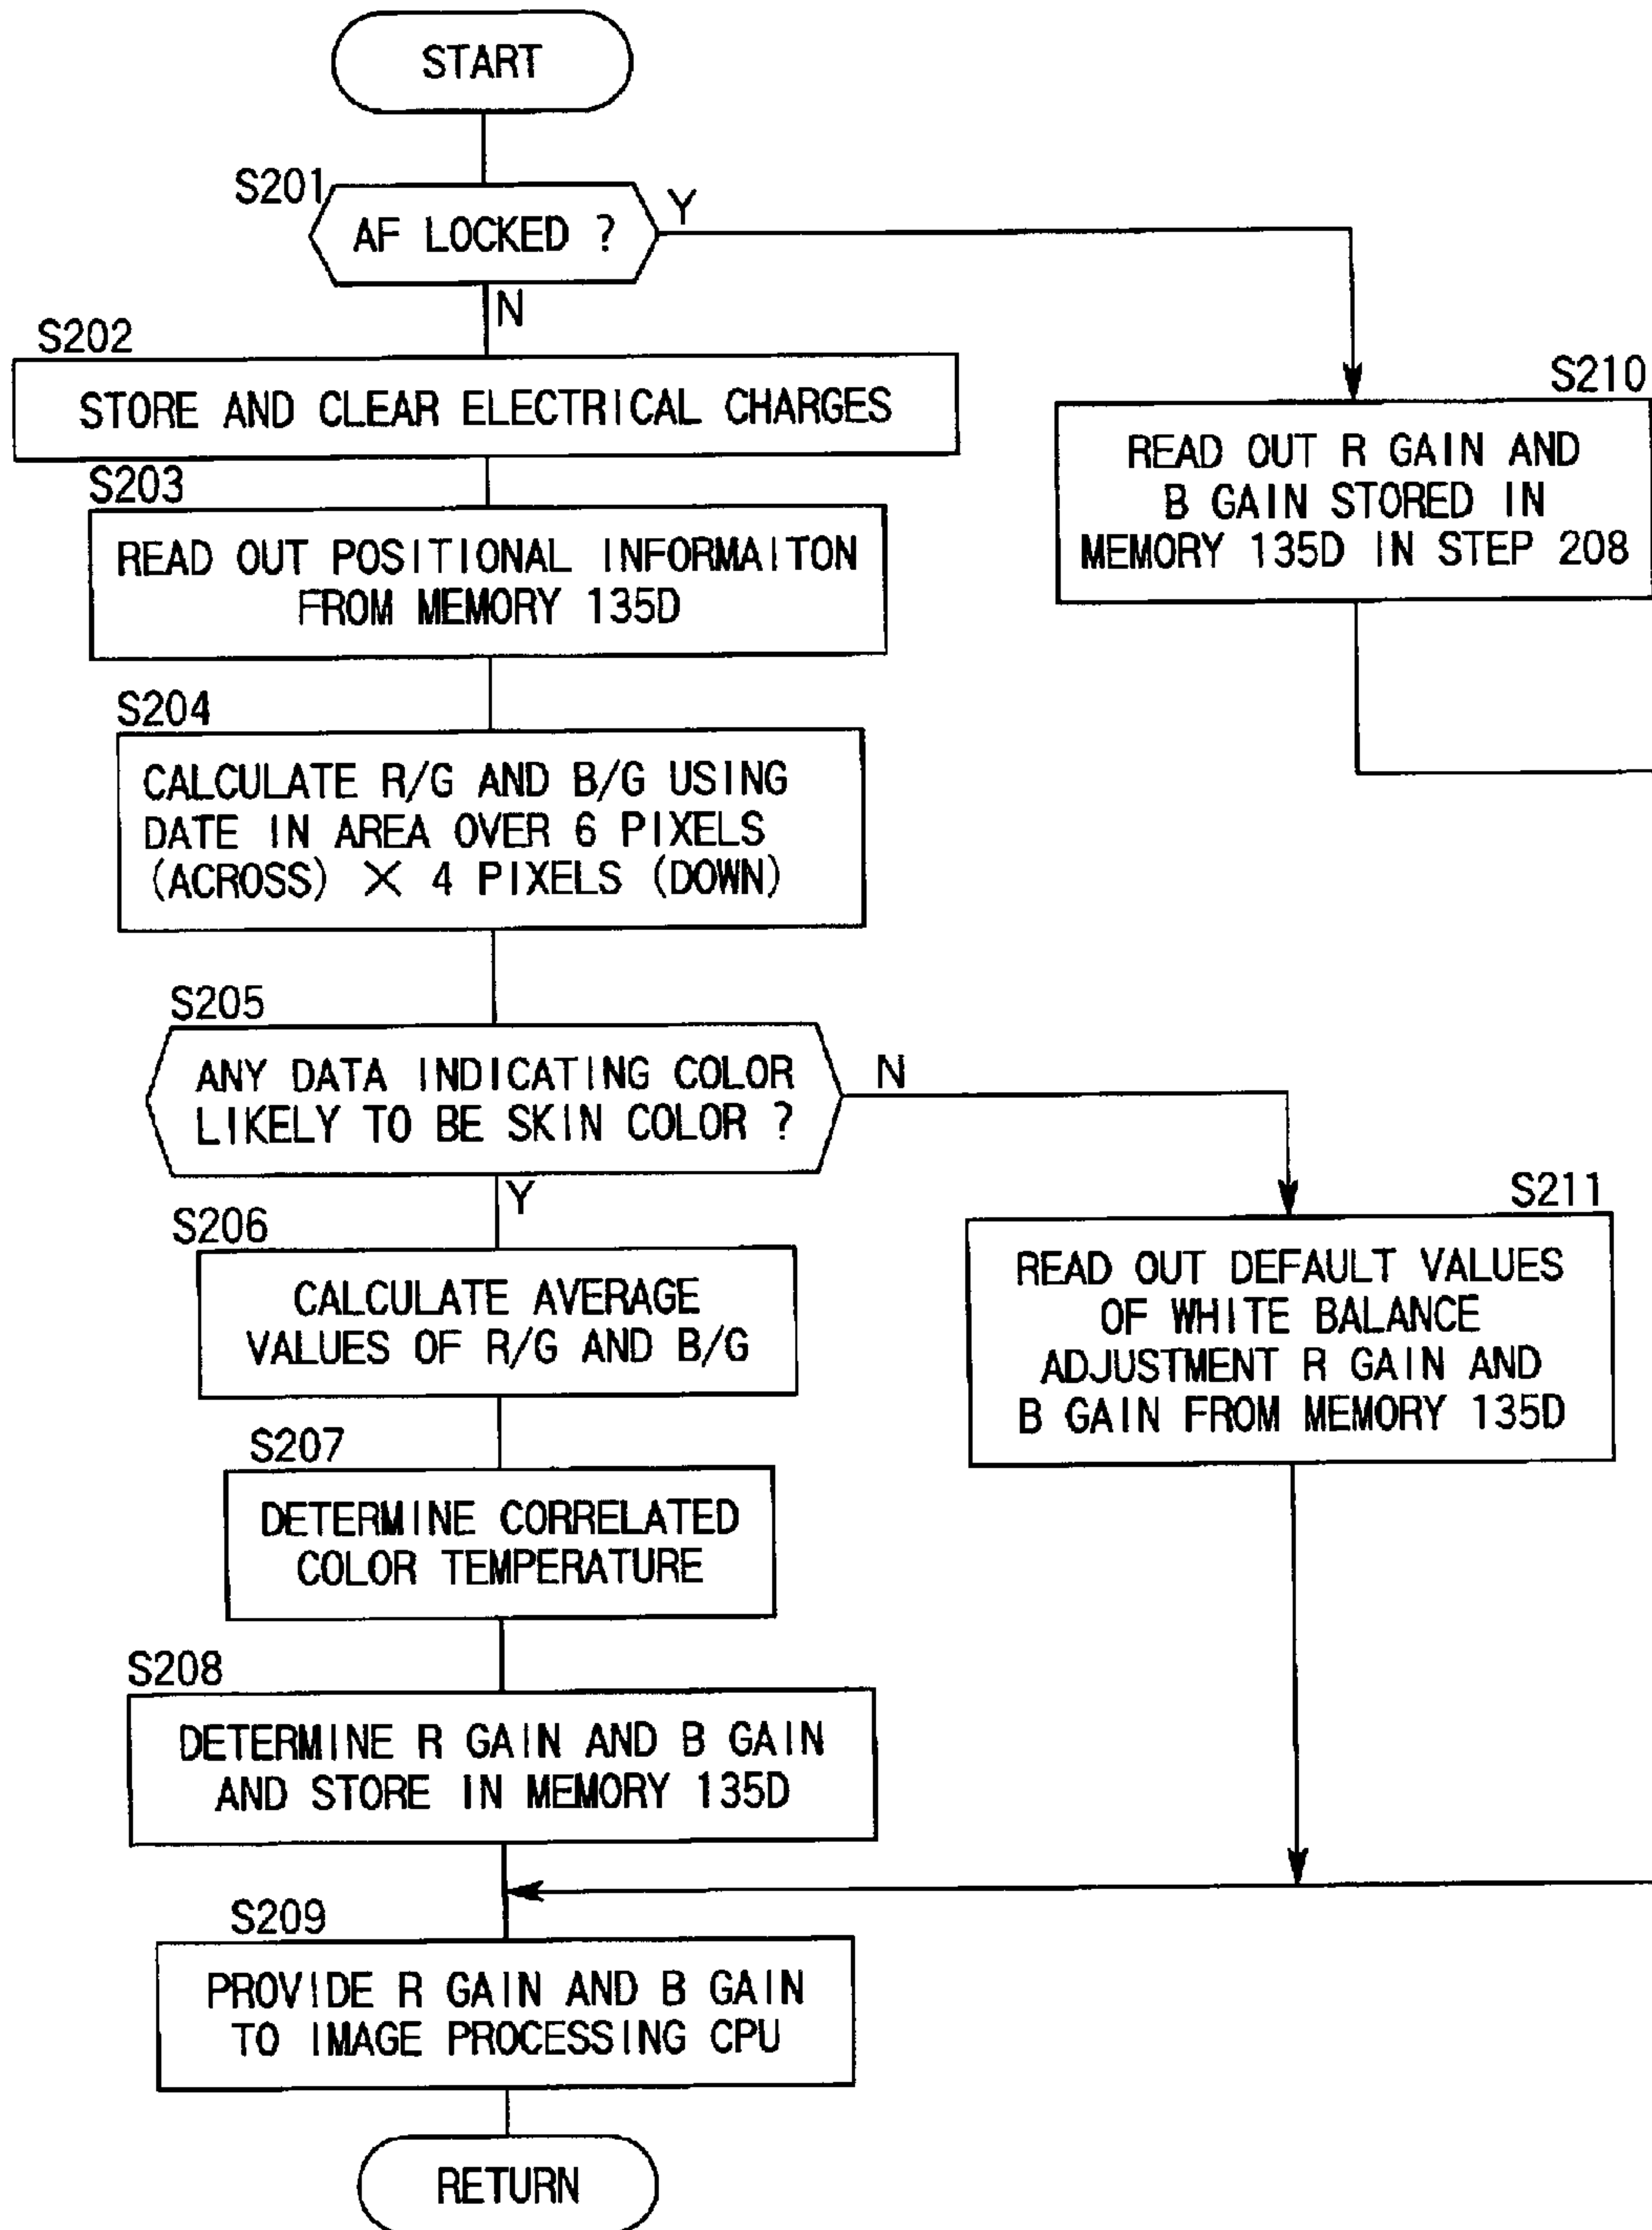 START
S201
AF LOCKED ?
Y
N
S202
STORE AND CLEAR ELECTRICAL CHARGES
S210
READ OUT R GAIN AND
B GAIN STORED IN
MEMORY 135D IN STEP 208
S203
READ OUT POSITIONAL INFORMAITON
FROM MEMORY 135D
S204
CALCULATE R/G AND B/G USING
DATE IN AREA OVER 6 PIXELS
(ACROSS) × 4 PIXELS (DOWN)
S205
ANY DATA INDICATING COLOR
LIKELY TO BE SKIN COLOR ?
N
Y
S211
READ OUT DEFAULT VALUES
OF WHITE BALANCE
ADJUSTMENT R GAIN AND
B GAIN FROM MEMORY 135D
S206
CALCULATE AVERAGE
VALUES OF R/G AND B/G
S207
DETERMINE CORRELATED
COLOR TEMPERATURE
S208
DETERMINE R GAIN AND B GAIN
AND STORE IN MEMORY 135D
S209
PROVIDE R GAIN AND B GAIN
TO IMAGE PROCESSING CPU
RETURN